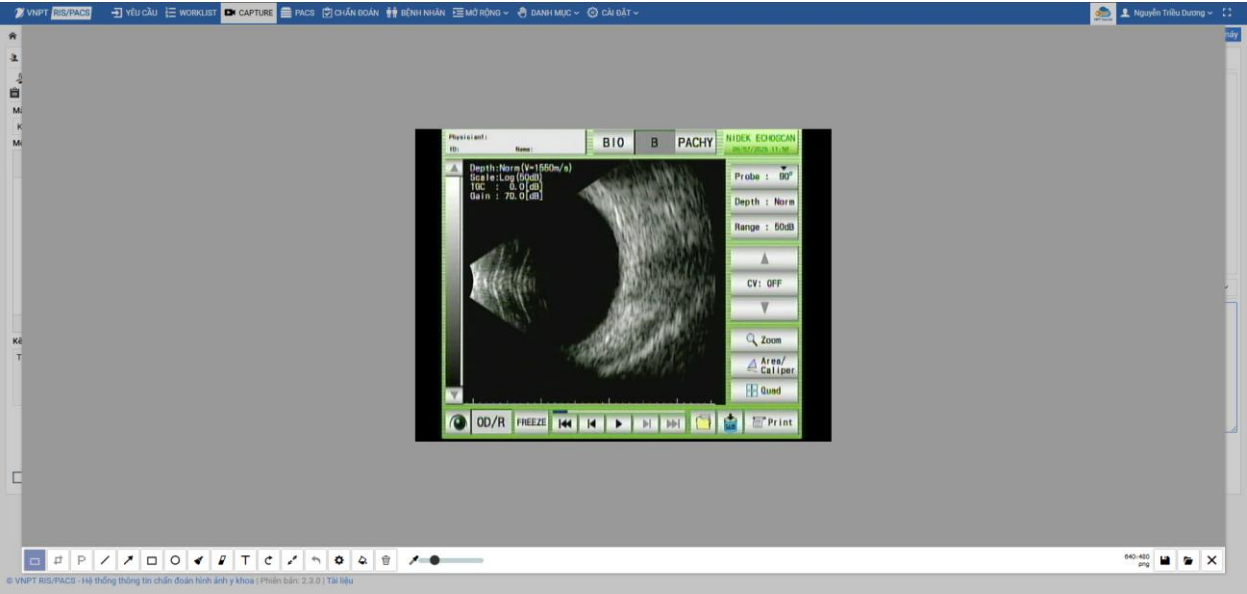 VNPT RIS/PACS YÊU CẦU WORKLIST CAPTURE PACS CHẨN ĐOÁN BỆNH NHÂN MỞ RỘNG DANH MỤC CÀI ĐẶT Nguyễn Triều Dương
máy
Physician:
ID: Name:
BIO B PACHY
NIDEK ECHOSCAN
Depth:Norm(V=1550m/s)
Scale:Log(50dB)
TGC : 0.0[dB]
Gain : 70.0[dB]
Probe : 90°
Depth : Norm
Range : 50dB
CV: OFF
Zoom
Area/
Caliper
Quad
OD/R FREEZE Print
P T
640×480
png
© VNPT RIS/PACS - Hệ thống thông tin chẩn đoán hình ảnh y khoa | Phiên bản: 2.3.0 | Tài liệu